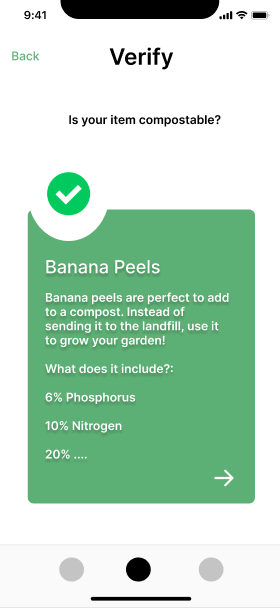 9:41
Back
Verify
Is your item compostable?
Banana Peels
Banana peels are perfect to add
to a compost. Instead of
sending it to the landfill, use it
to grow your garden!
What does it include?:
6% Phosphorus
10% Nitrogen
20% ....